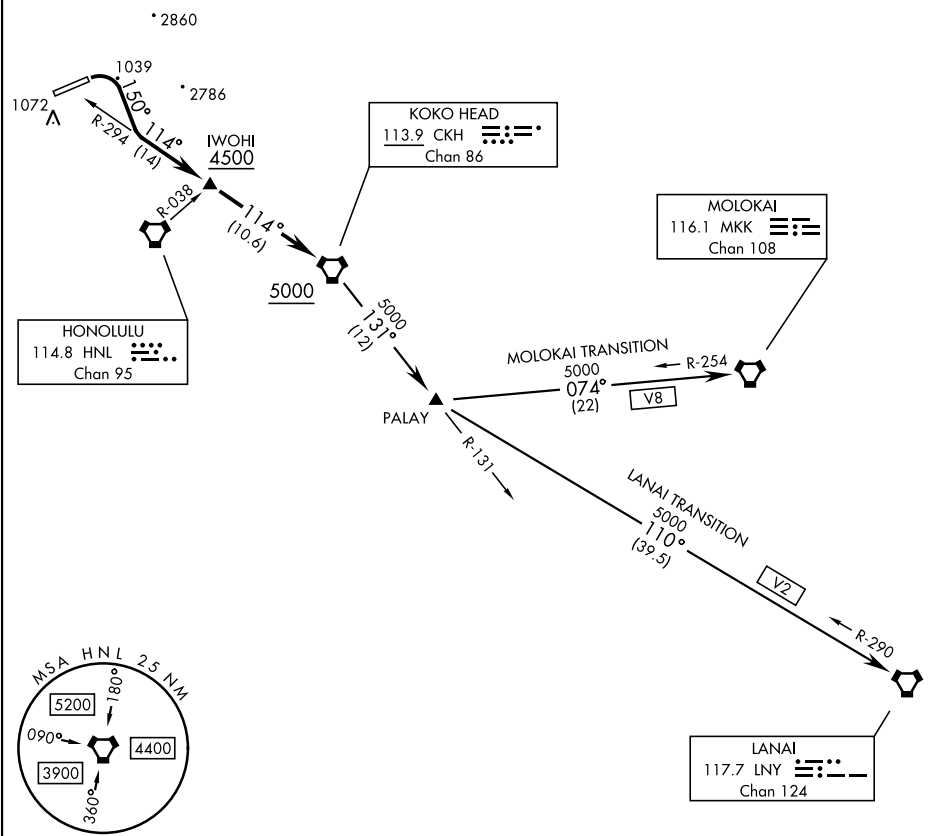 2860
1039
2786
1072
150°
R-294
114°
(14)
IWOHI
4500
R-038
114°
(10.6)
KOKO HEAD
113.9 CKH
Chan 86
MOLOKAI
116.1 MKK
Chan 108
5000
HONOLULU
114.8 HNL
Chan 95
5000
131°
(12)
MOLOKAI TRANSITION
5000
074°
(22)
R-254
V8
PALAY
R-131
LANAI TRANSITION
5000
110°
(39.5)
V2
R-290
MSA HNL 25 NM
5200
180°
090°
4400
3900
360°
LANAI
117.7 LNY
Chan 124